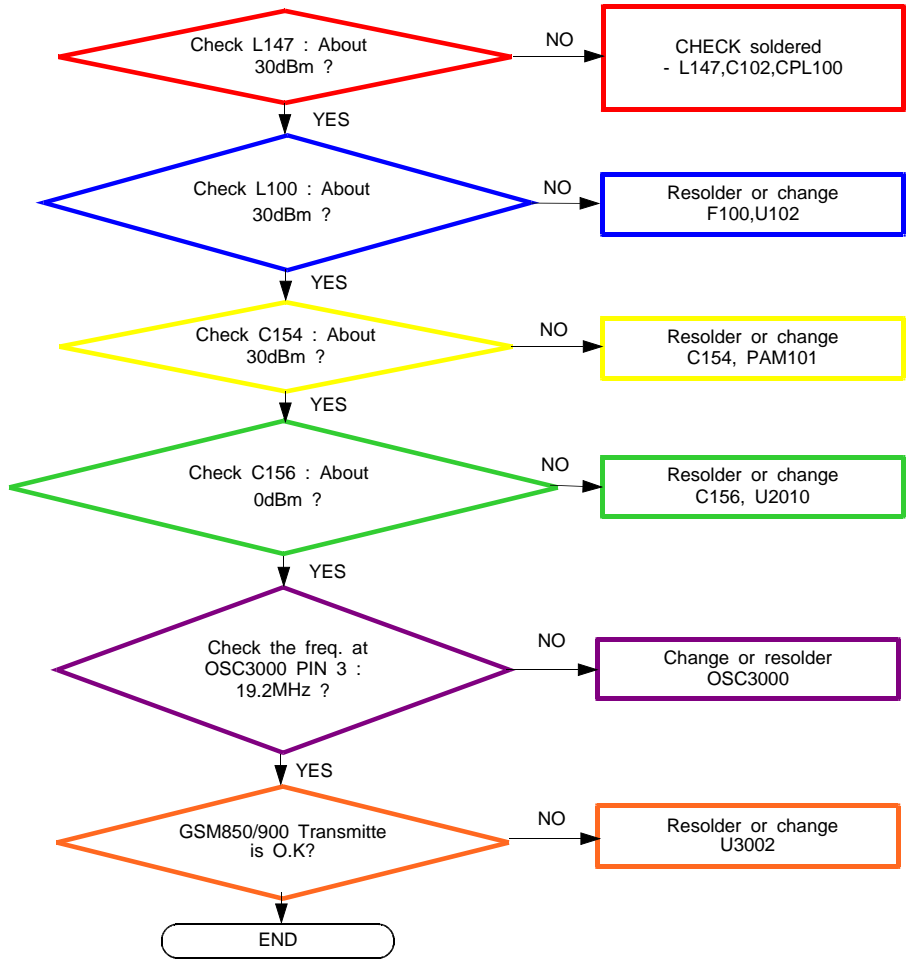 Check L147 : About
30dBm ?
NO
CHECK soldered
- L147,C102,CPL100
YES
Check L100 : About
30dBm ?
NO
Resolder or change
F100,U102
YES
Check C154 : About
30dBm ?
NO
Resolder or change
C154, PAM101
YES
Check C156 : About
0dBm ?
NO
Resolder or change
C156, U2010
YES
Check the freq. at
OSC3000 PIN 3 :
19.2MHz ?
NO
Change or resolder
OSC3000
YES
GSM850/900 Transmitte
is O.K?
NO
Resolder or change
U3002
END